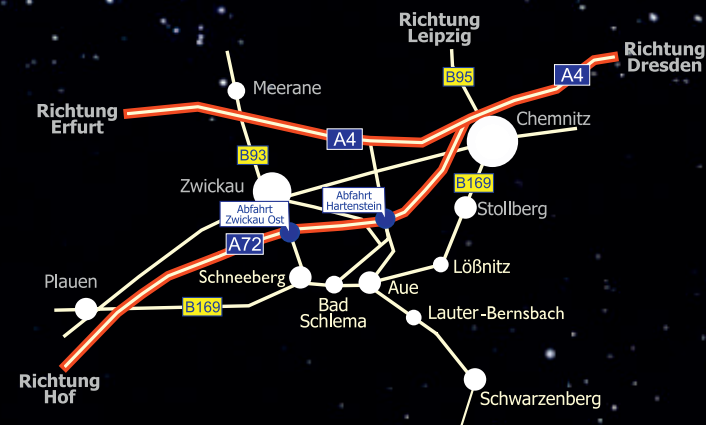 Richtung
Leipzig
Richtung
Dresden
B95
A4
Meerane
Richtung
Erfurt
Chemnitz
A4
B93
Zwickau
B169
Abfahrt
Hartenstein
Abfahrt
Zwickau Ost
Stollberg
A72
Lößnitz
Schneeberg
Plauen
Aue
B169
Bad
Schlema
Lauter-Bernsbach
Richtung
Hof
Schwarzenberg